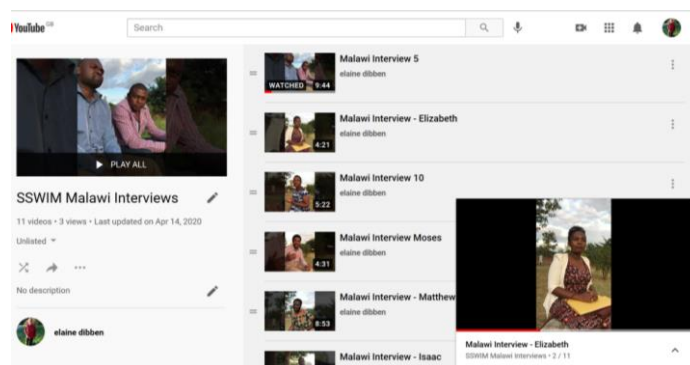 YouTube GB
Search
PLAY ALL
SSWIM Malawi Interviews
11 videos • 3 views • Last updated on Apr 14, 2020
Unlisted
No description
elaine dibben
WATCHED 9:44
Malawi Interview 5
elaine dibben
4:21
Malawi Interview - Elizabeth
elaine dibben
5:22
Malawi Interview 10
elaine dibben
4:31
Malawi Interview Moses
elaine dibben
8:53
Malawi Interview - Matthew
elaine dibben
Malawi Interview - Isaac
Malawi Interview - Elizabeth
SSWIM Malawi Interviews • 2 / 11